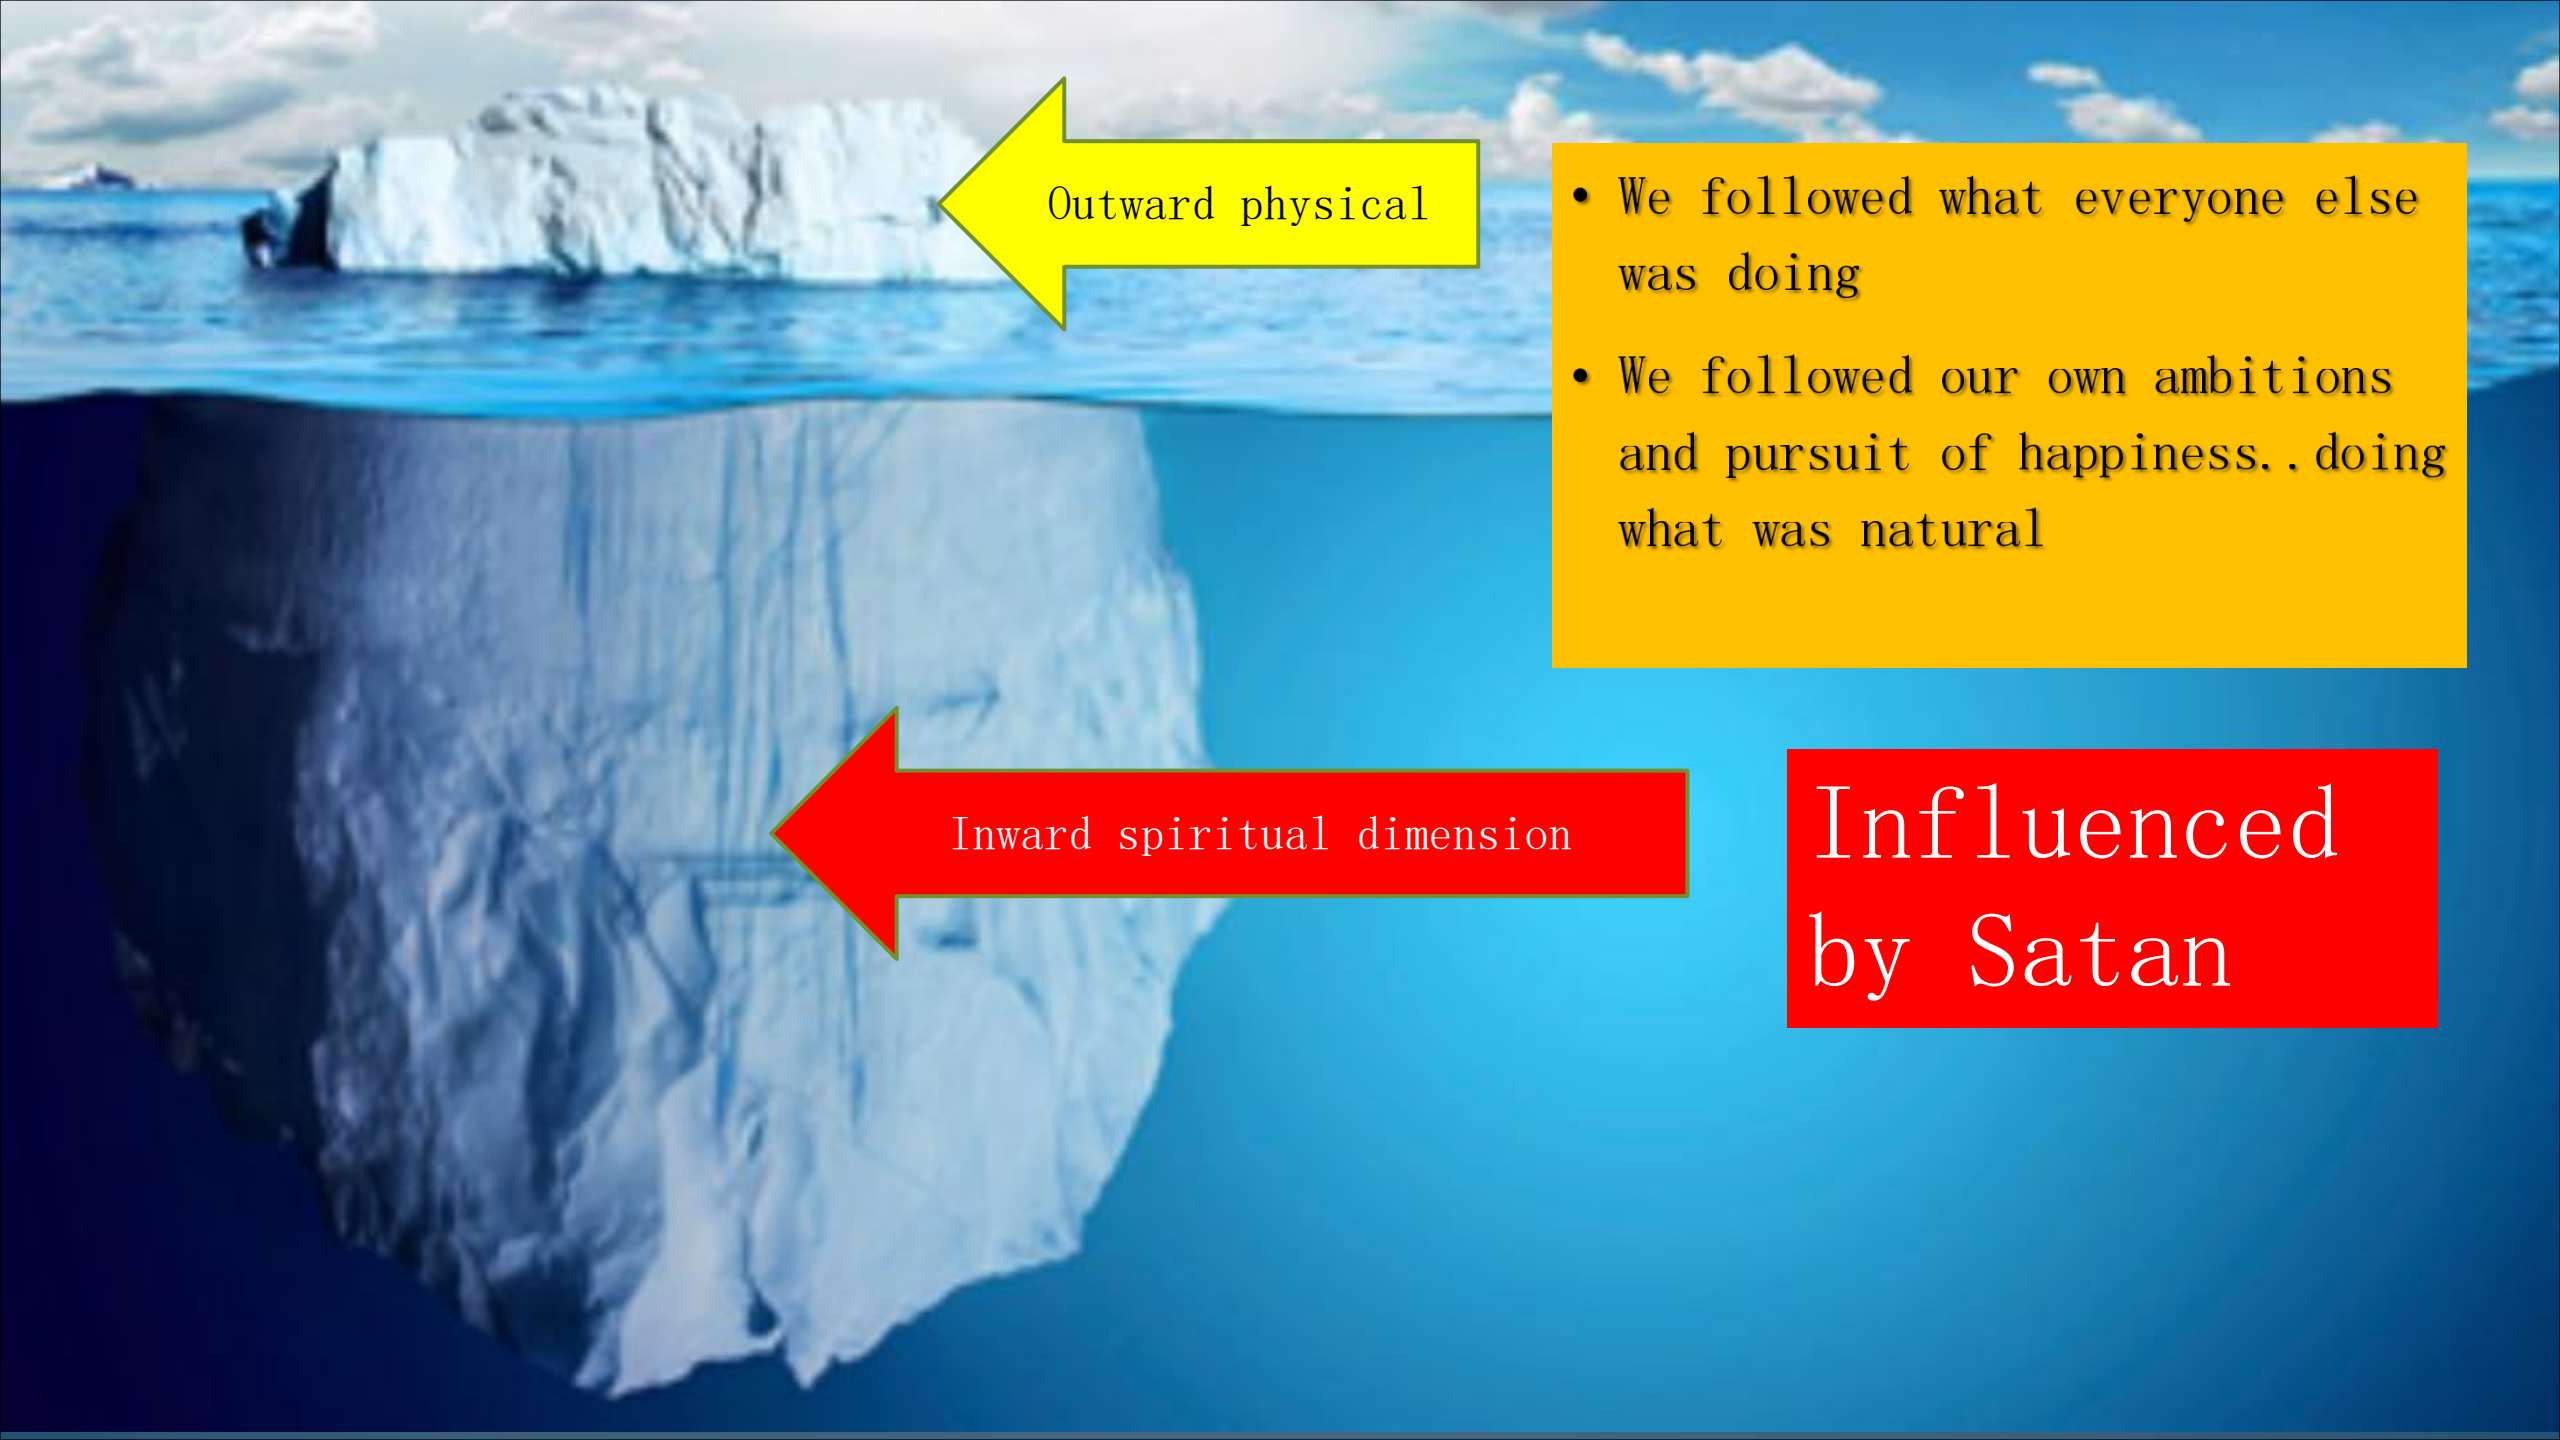 Outward physical
• We followed what everyone else
was doing
• We followed our own ambitions
and pursuit of happiness..doing
what was natural
Inward spiritual dimension
Influenced
by Satan